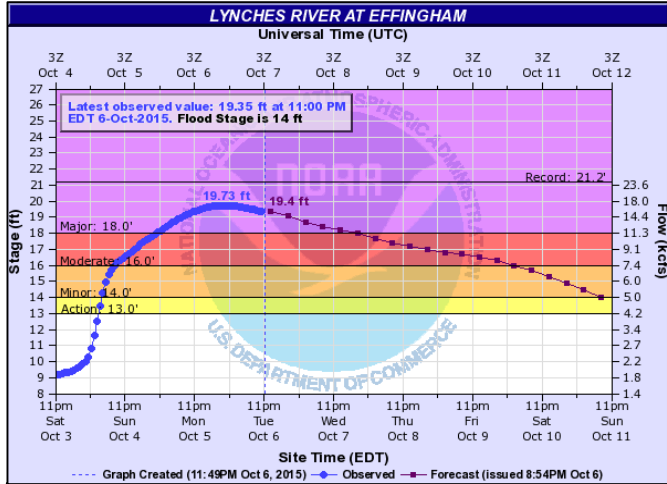 LYNCHES RIVER AT EFFINGHAM
Universal Time (UTC)
3Z 3Z 3Z 3Z 3Z 3Z 3Z 3Z 3Z
Oct 4 Oct 5 Oct 6 Oct 7 Oct 8 Oct 9 Oct 10 Oct 11 Oct 12
Latest observed value: 19.35 ft at 11:00 PM
EDT 6-Oct-2015. Flood Stage is 14 ft
NATIONAL OCEANIC AND ATMOSPHERIC ADMINISTRATION
NOAA
U.S. DEPARTMENT OF COMMERCE
Record: 21.2'
19.73 ft
19.4 ft
Major: 18.0'
Moderate: 16.0'
Minor: 14.0'
Action: 13.0'
Stage (ft)
27
26
25
24
23
22
21
20
19
18
17
16
15
14
13
12
11
10
9
8
Flow (kcfs)
23.6
18.0
14.4
11.3
9.1
7.4
6.0
5.0
4.2
3.4
2.7
2.2
1.8
1.4
11pm 11pm 11pm 11pm 11pm 11pm 11pm 11pm 11pm
Sat Sun Mon Tue Wed Thu Fri Sat Sun
Oct 3 Oct 4 Oct 5 Oct 6 Oct 7 Oct 8 Oct 9 Oct 10 Oct 11
Site Time (EDT)
Graph Created (11:49PM Oct 6, 2015) Observed Forecast (issued 8:54PM Oct 6)